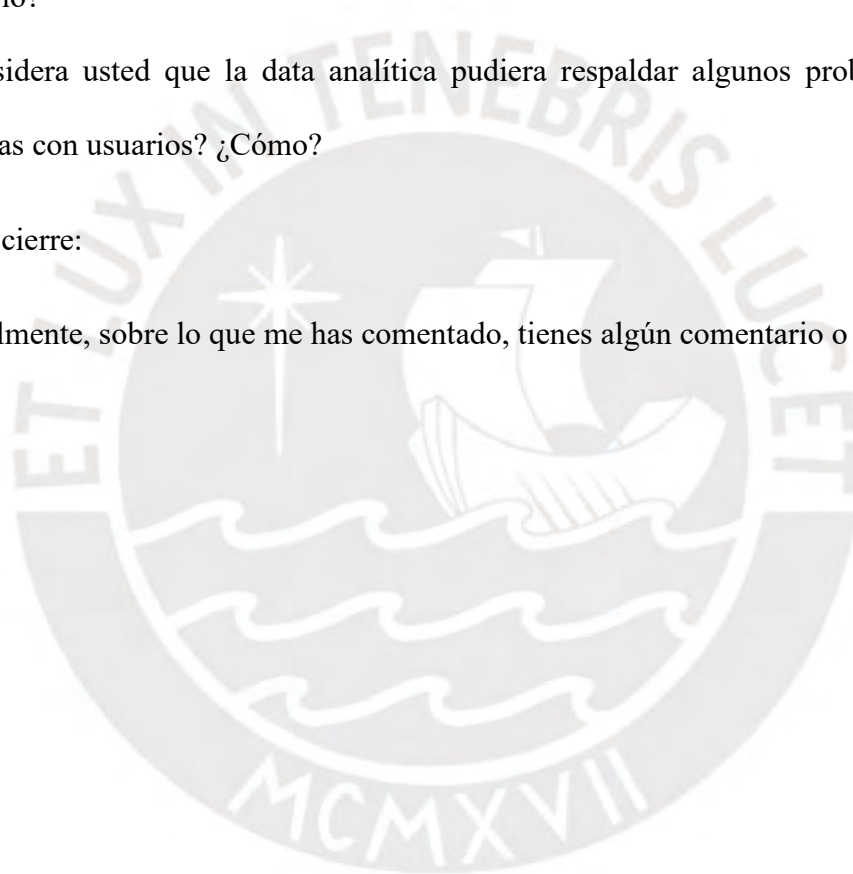 sidera usted que la data analítica pudiera respaldar algunos
as con usuarios? ¿Cómo?
cierre:
lmente, sobre lo que me has comentado, tienes algún comentario o
ET LUX IN TENEBRIS LUCET
MCMXVII